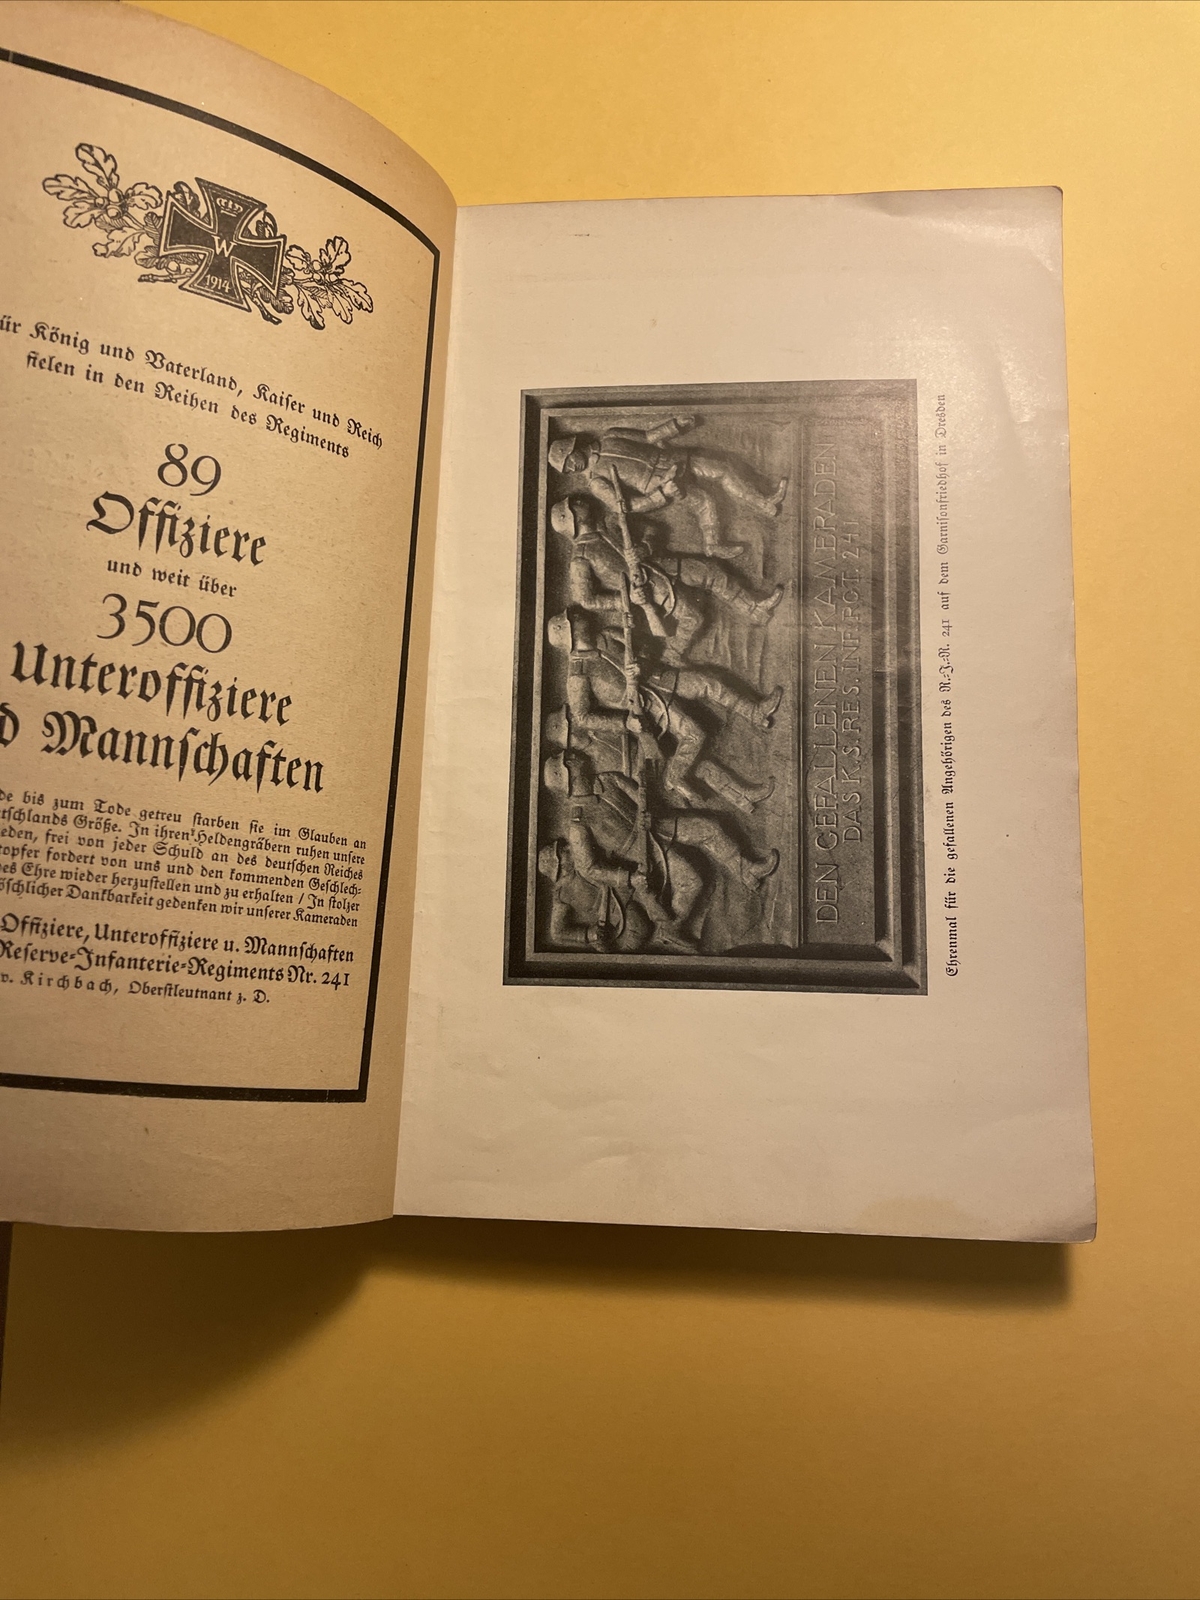 W
1914
ür König und Vaterland, Kaiser und Reich
fielen in den Reihen des Regiments
89
Offiziere
und weit über
3500
Unteroffiziere
d Mannschaften
de bis zum Tode getreu starben sie im Glauben an
tschlands Größe. In ihren Heldengräbern ruhen unsere
eden, frei von jeder Schuld an des deutschen Reiches
topfer fordert von uns und den kommenden Geschlech-
es Ehre wieder herzustellen und zu erhalten / In stolzer
öschlicher Dankbarkeit gedenken wir unserer Kameraden
Offiziere, Unteroffiziere u. Mannschaften
Reserve-Infanterie-Regiments Nr. 241
v. Kirchbach, Oberstleutnant z. D.
DEN GEFALLENEN KAMERADEN
DAS K. S. RES. INF. RGT. 241
Ehrenmal für die gefallenen Angehörigen des R.-J.-R. 241 auf dem Garnisonfriedhof in Dresden